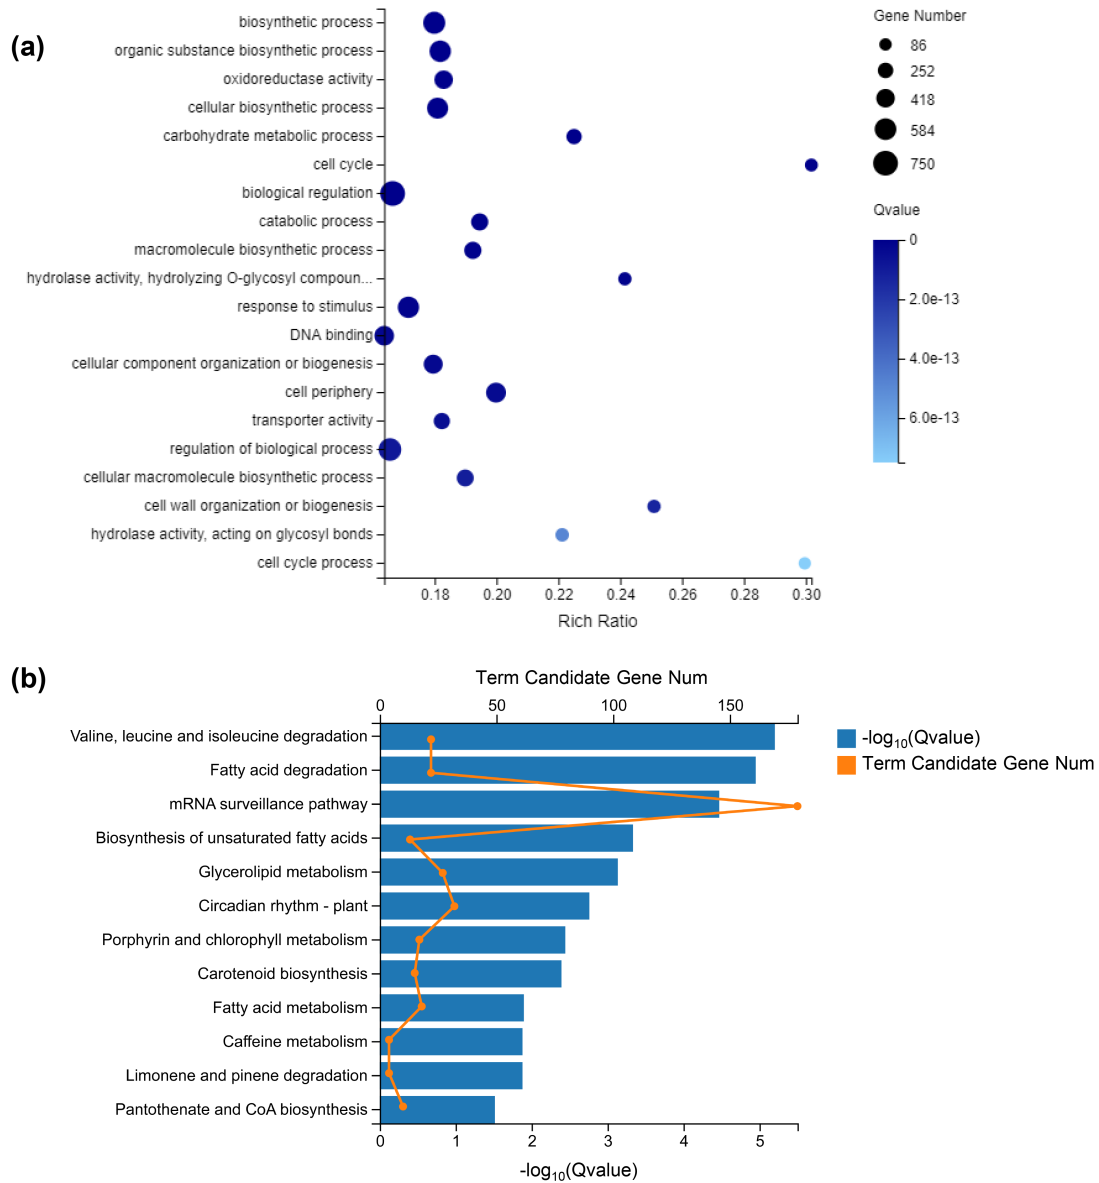 (a)
biosynthetic process
organic substance biosynthetic process
oxidoreductase activity
cellular biosynthetic process
carbohydrate metabolic process
cell cycle
biological regulation
catabolic process
macromolecule biosynthetic process
hydrolase activity, hydrolyzing O-glycosyl compoun...
response to stimulus
DNA binding
cellular component organization or biogenesis
cell periphery
transporter activity
regulation of biological process
cellular macromolecule biosynthetic process
cell wall organization or biogenesis
hydrolase activity, acting on glycosyl bonds
cell cycle process
0.18 0.20 0.22 0.24 0.26 0.28 0.30
Rich Ratio
Gene Number
86
252
418
584
750
Qvalue
0
2.0e-13
4.0e-13
6.0e-13
(b)
Term Candidate Gene Num
0 50 100 150
Valine, leucine and isoleucine degradation
Fatty acid degradation
mRNA surveillance pathway
Biosynthesis of unsaturated fatty acids
Glycerolipid metabolism
Circadian rhythm - plant
Porphyrin and chlorophyll metabolism
Carotenoid biosynthesis
Fatty acid metabolism
Caffeine metabolism
Limonene and pinene degradation
Pantothenate and CoA biosynthesis
0 1 2 3 4 5
-log10(Qvalue)
-log10(Qvalue)
Term Candidate Gene Num